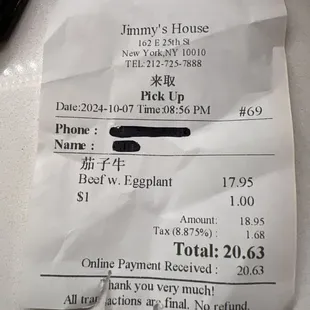 Jimmy's House
162 E 25th St
New York,NY 10010
TEL:212-725-7888
来取
Pick Up
Date:2024-10-07 Time:08:56 PM #69
Phone :
Name :
茄子牛
Beef w. Eggplant 17.95
$1 1.00
Amount: 18.95
Tax (8.875%) : 1.68
Total: 20.63
Online Payment Received : 20.63
Thank you very much!
All transactions are final. No refund.